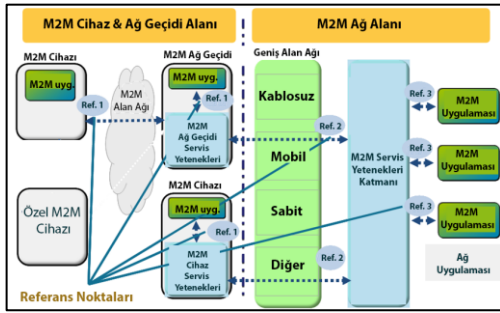 M2M Cihaz & Ağ Geçidi Alanı
M2M Ağ Alanı
M2M Cihazı
M2M uyg.
Ref. 1
Özel M2M
Cihazı
M2M
Alan Ağı
M2M Ağ Geçidi
M2M uyg.
Ref. 1
M2M
Ağ Geçidi
Servis
Yetenekleri
M2M Cihazı
M2M uyg.
Ref. 1
M2M
Cihaz
Servis
Yetenekleri
Referans Noktaları
Geniş Alan Ağı
Kablosuz
Mobil
Sabit
Diğer
Ref. 2
Ref. 2
M2M Servis
Yetenekleri
Katmanı
Ref. 3
M2M
Uygulaması
Ref. 3
M2M
Uygulaması
Ref. 3
M2M
Uygulaması
Ağ
Uygulaması